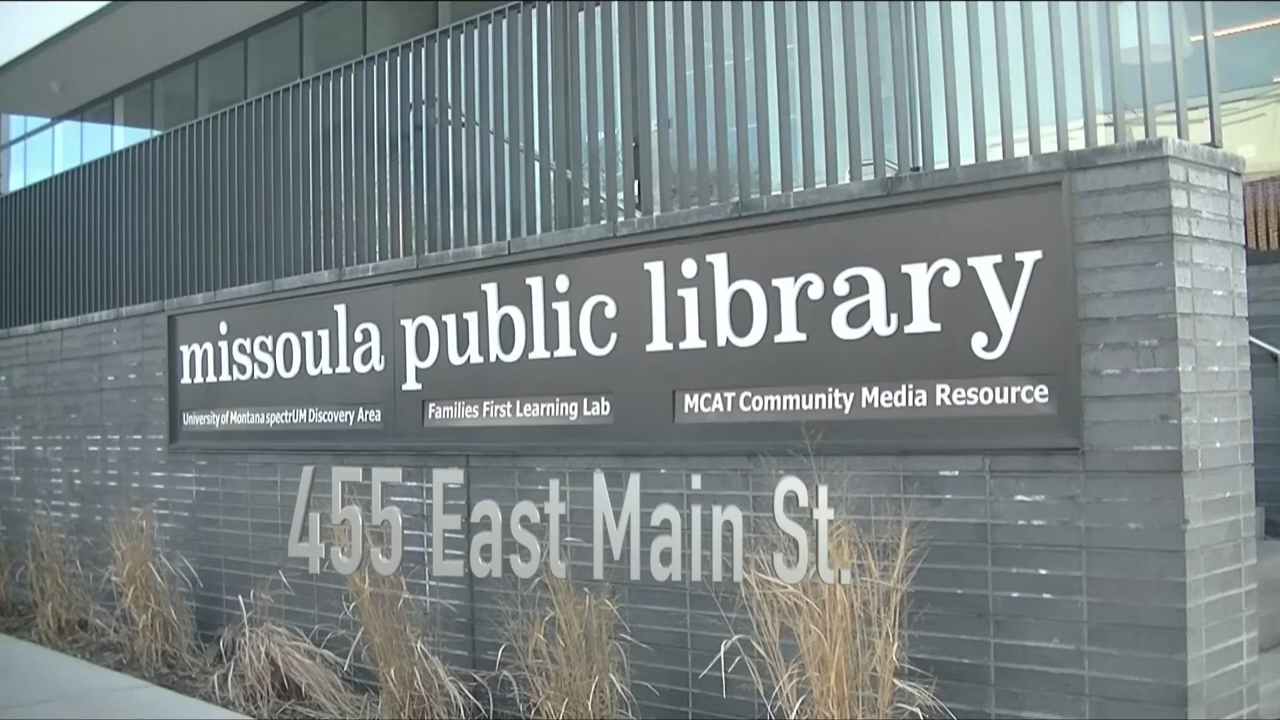 missoula public library
University of Montana spectrUM Discovery Area
Families First Learning Lab
MCAT Community Media Resource
455 East Main St.